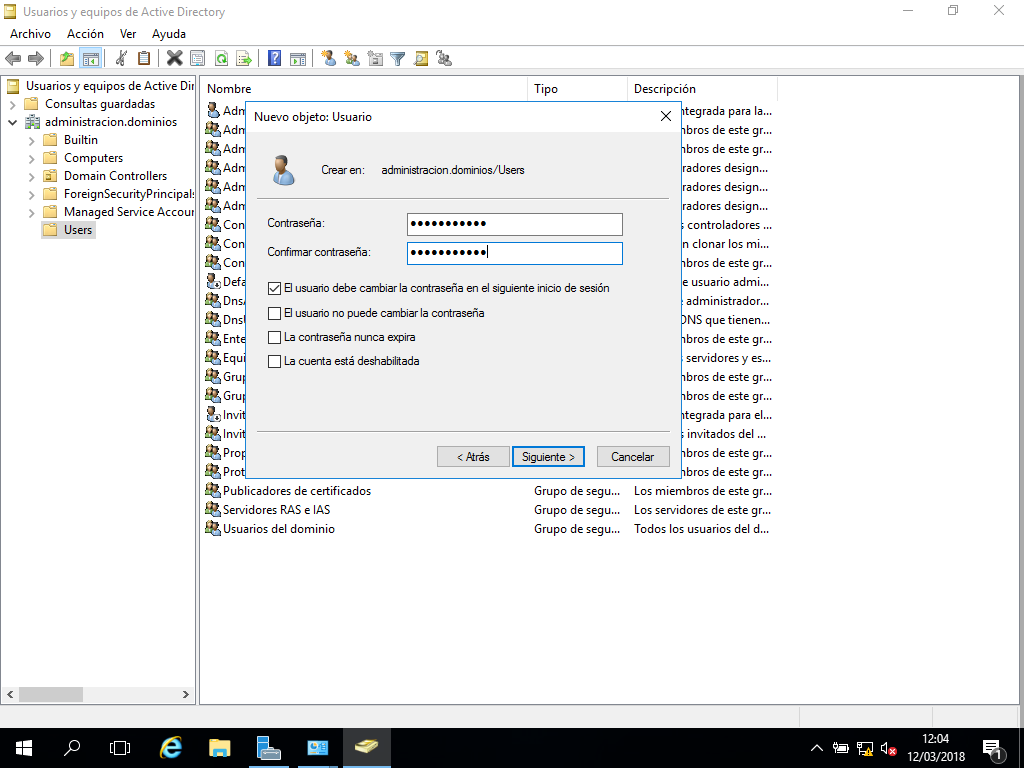 Usuarios y equipos de Active Directory
Archivo Acción Ver Ayuda
Usuarios y equipos de Active Dir
Consultas guardadas
administracion.dominios
Builtin
Computers
Domain Controllers
ForeignSecurityPrincipals
Managed Service Accour
Users
Nombre Tipo Descripción
Adm ntegrada para la...
Adm mbros de este gr...
Adm mbros de este gr...
Adm radores design...
Adm radores design...
Adm mbros de este gr...
Con s controladores ...
Con n clonar los mi...
Con mbros de este gr...
Defa e usuario admi...
DnsA e administrador...
DnsU DNS que tienen...
Ente mbros de este gr...
Equi s servidores y es...
Grup mbros de este gr...
Grup mbros de este gr...
Invit ntegrada para el...
Invit s invitados del ...
Prop mbros de este gr...
Prot mbros de este gr...
Publicadores de certificados Grupo de segu... Los miembros de este gr...
Servidores RAS e IAS Grupo de segu... Los servidores de este gr...
Usuarios del dominio Grupo de segu... Todos los usuarios del d...
Nuevo objeto: Usuario
Crear en: administracion.dominios/Users
Contraseña: ●●●●●●●●●●●
Confirmar contraseña: ●●●●●●●●●●●
El usuario debe cambiar la contraseña en el siguiente inicio de sesión
El usuario no puede cambiar la contraseña
La contraseña nunca expira
La cuenta está deshabilitada
< Atrás Siguiente > Cancelar
12:04
12/03/2018
1